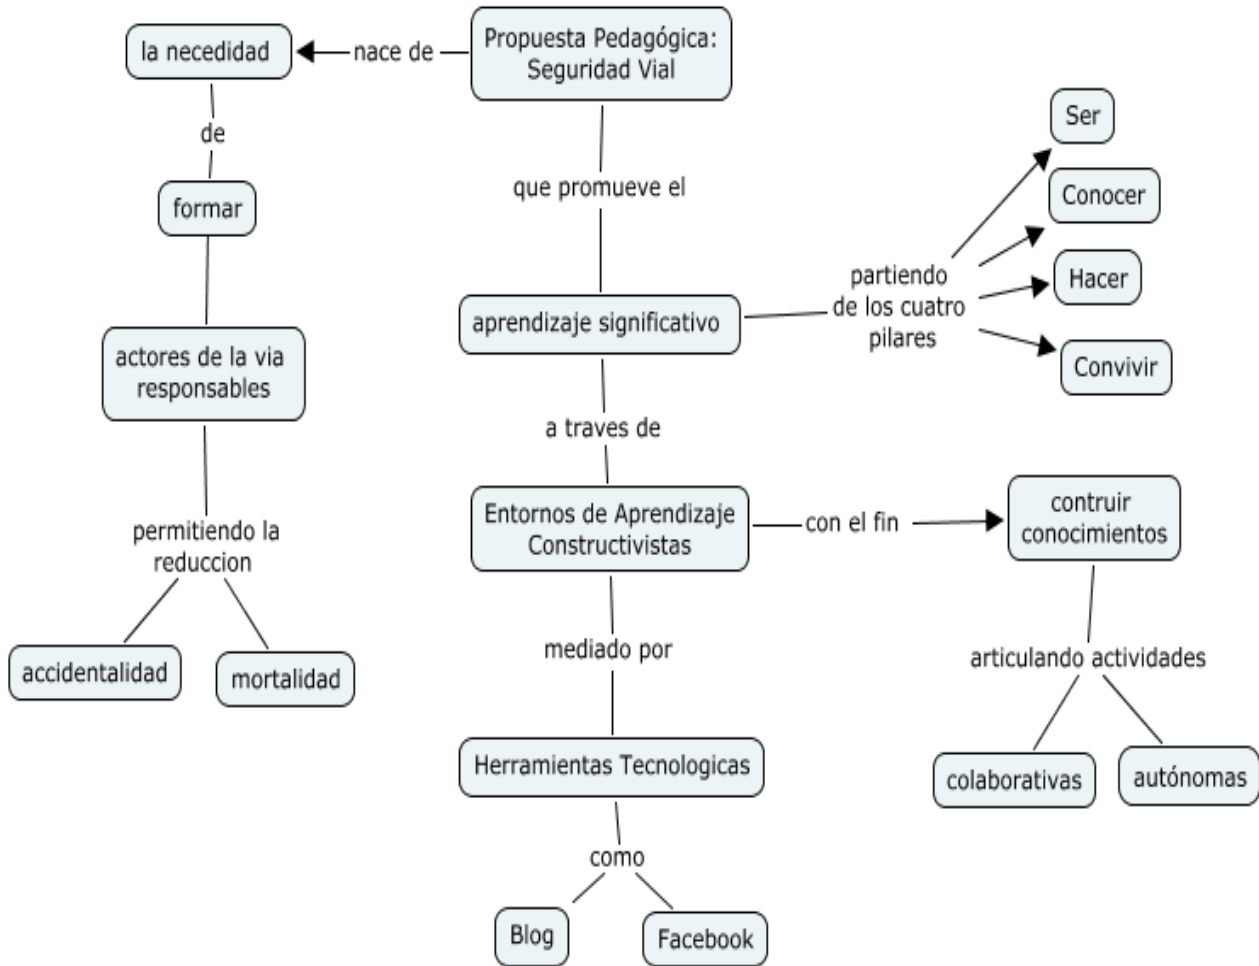 Propuesta Pedagógica:
Seguridad Vial
nace de
la necedidad
de
formar
actores de la via
responsables
permitiendo la
reduccion
accidentalidad
mortalidad
que promueve el
aprendizaje significativo
partiendo
de los cuatro
pilares
Ser
Conocer
Hacer
Convivir
a traves de
Entornos de Aprendizaje
Constructivistas
con el fin
contruir
conocimientos
articulando actividades
colaborativas
autónomas
mediado por
Herramientas Tecnologicas
como
Blog
Facebook